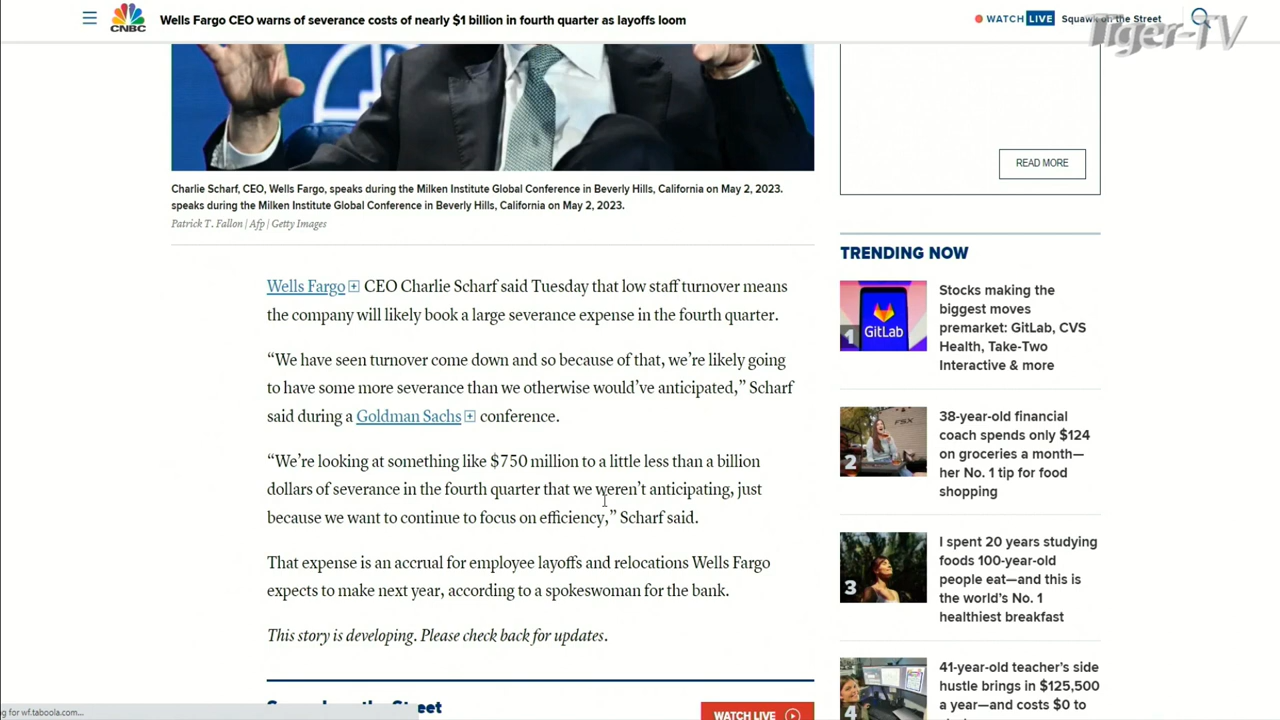 CNBC
Wells Fargo CEO warns of severance costs of nearly $1 billion in fourth quarter as layoffs loom
WATCH LIVE
Squawk on the Street
Tiger-TV
READ MORE
Charlie Scharf, CEO, Wells Fargo, speaks during the Milken Institute Global Conference in Beverly Hills, California on May 2, 2023.
speaks during the Milken Institute Global Conference in Beverly Hills, California on May 2, 2023.
Patrick T. Fallon | Afp | Getty Images
Wells Fargo CEO Charlie Scharf said Tuesday that low staff turnover means
the company will likely book a large severance expense in the fourth quarter.
“We have seen turnover come down and so because of that, we’re likely going
to have some more severance than we otherwise would’ve anticipated,” Scharf
said during a Goldman Sachs conference.
“We’re looking at something like $750 million to a little less than a billion
dollars of severance in the fourth quarter that we weren’t anticipating, just
because we want to continue to focus on efficiency,” Scharf said.
That expense is an accrual for employee layoffs and relocations Wells Fargo
expects to make next year, according to a spokeswoman for the bank.
This story is developing. Please check back for updates.
WATCH LIVE
TRENDING NOW
1
GitLab
Stocks making the
biggest moves
premarket: GitLab, CVS
Health, Take-Two
Interactive & more
2
38-year-old financial
coach spends only $124
on groceries a month—
her No. 1 tip for food
shopping
3
I spent 20 years studying
foods 100-year-old
people eat—and this is
the world’s No. 1
healthiest breakfast
4
41-year-old teacher’s side
hustle brings in $125,500
a year—and costs $0 to
g for wf.taboola.com...